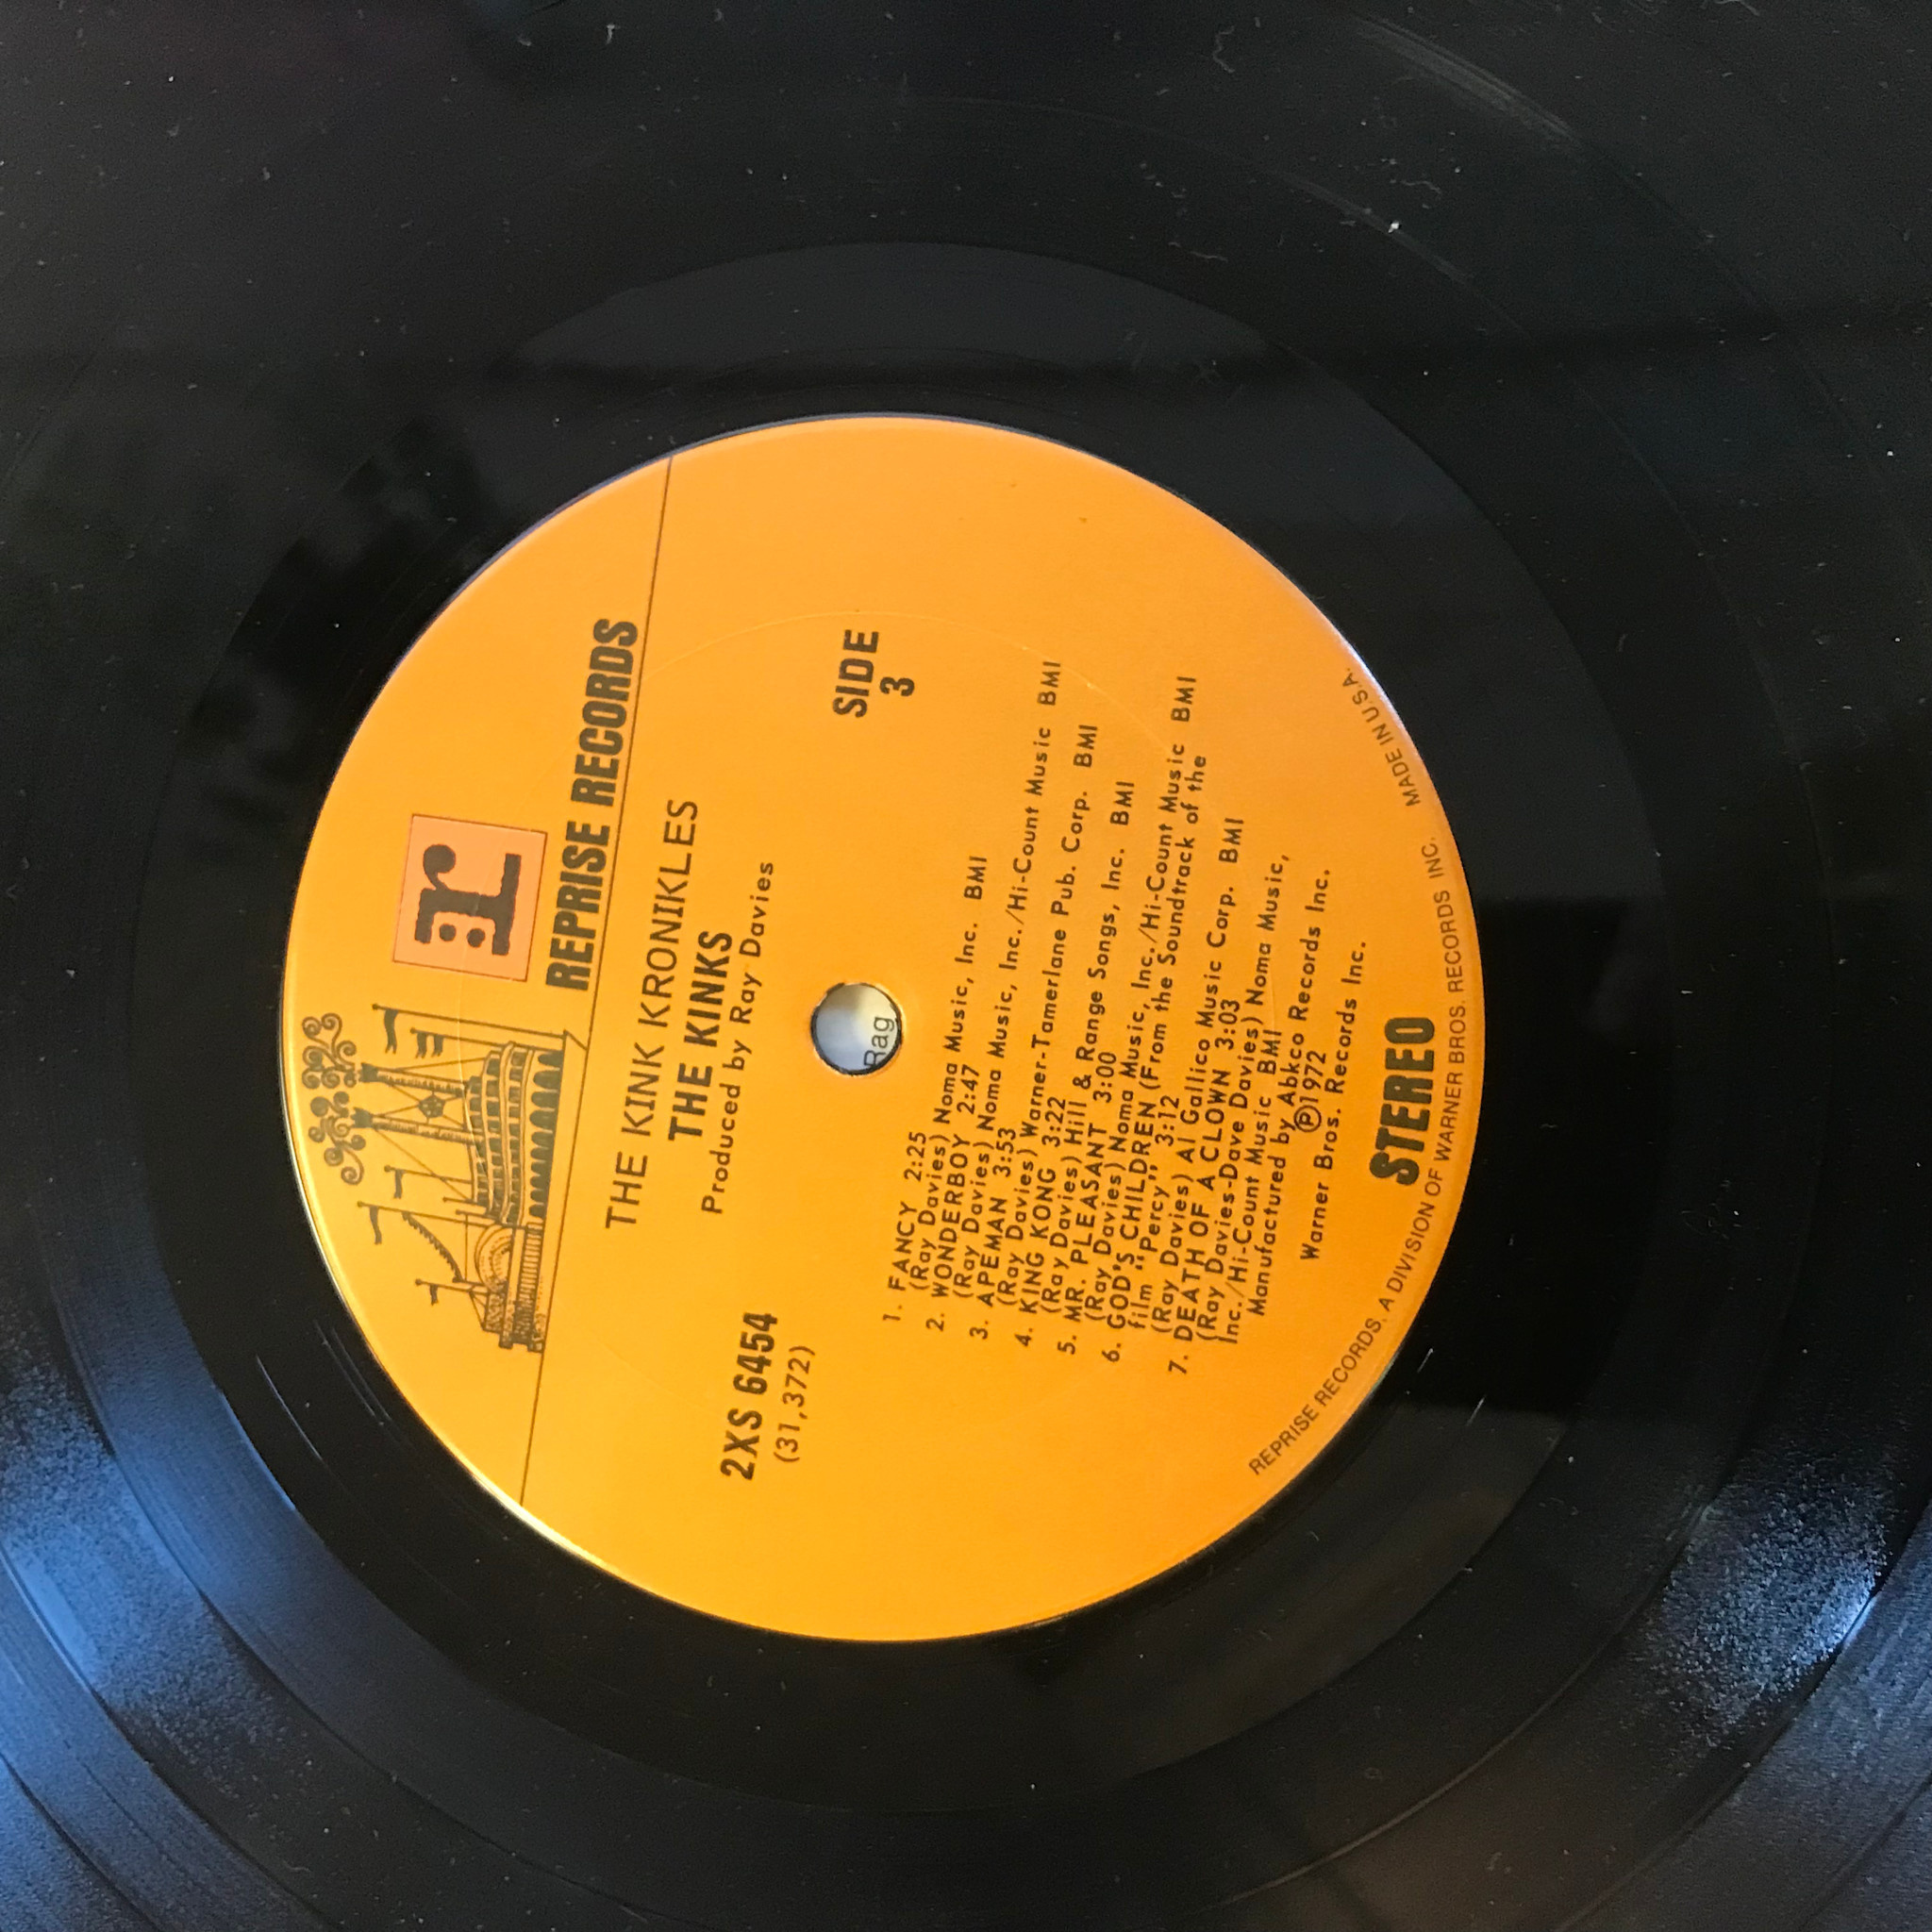 r:
REPRISE RECORDS
THE KINK KRONIKLES
THE KINKS
Produced by Ray Davies
2XS 6454
(31,372)
SIDE
3
Rag
1. FANCY 2:25
(Ray Davies) Noma Music, Inc. BMI
2. WONDERBOY 2:47
(Ray Davies) Noma Music, Inc./Hi-Count Music BMI
3. APEMAN 3:53
(Ray Davies) Warner-Tamerlane Pub. Corp. BMI
4. KING KONG 3:22
(Ray Davies) Hill & Range Songs, Inc. BMI
5. MR. PLEASANT 3:00
(Ray Davies) Noma Music, Inc./Hi-Count Music BMI
6. GOD'S CHILDREN (From the Soundtrack of the
film "Percy") 3:12
(Ray Davies) Al Gallico Music Corp. BMI
7. DEATH OF A CLOWN 3:03
(Ray Davies-Dave Davies) Noma Music,
Inc./Hi-Count Music BMI
Manufactured by Abkco Records Inc.
℗1972
Warner Bros. Records Inc.
STEREO
REPRISE RECORDS, A DIVISION OF WARNER BROS. RECORDS INC. MADE IN U.S.A.